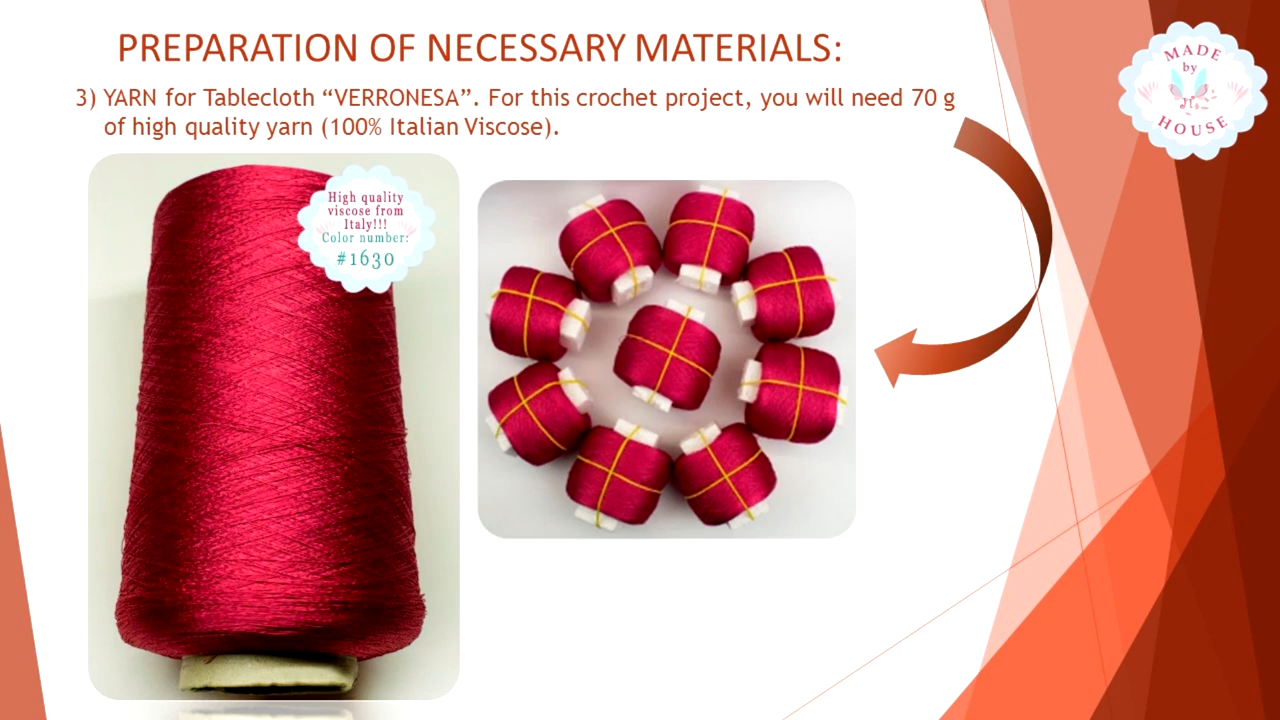 PREPARATION OF NECESSARY MATERIALS:
3) YARN for Tablecloth “VERRONESA”. For this crochet project, you will need 70 g
of high quality yarn (100% Italian Viscose).
MADE
by
HOUSE
High quality
viscose from
Italy!!!
Color number:
#1630